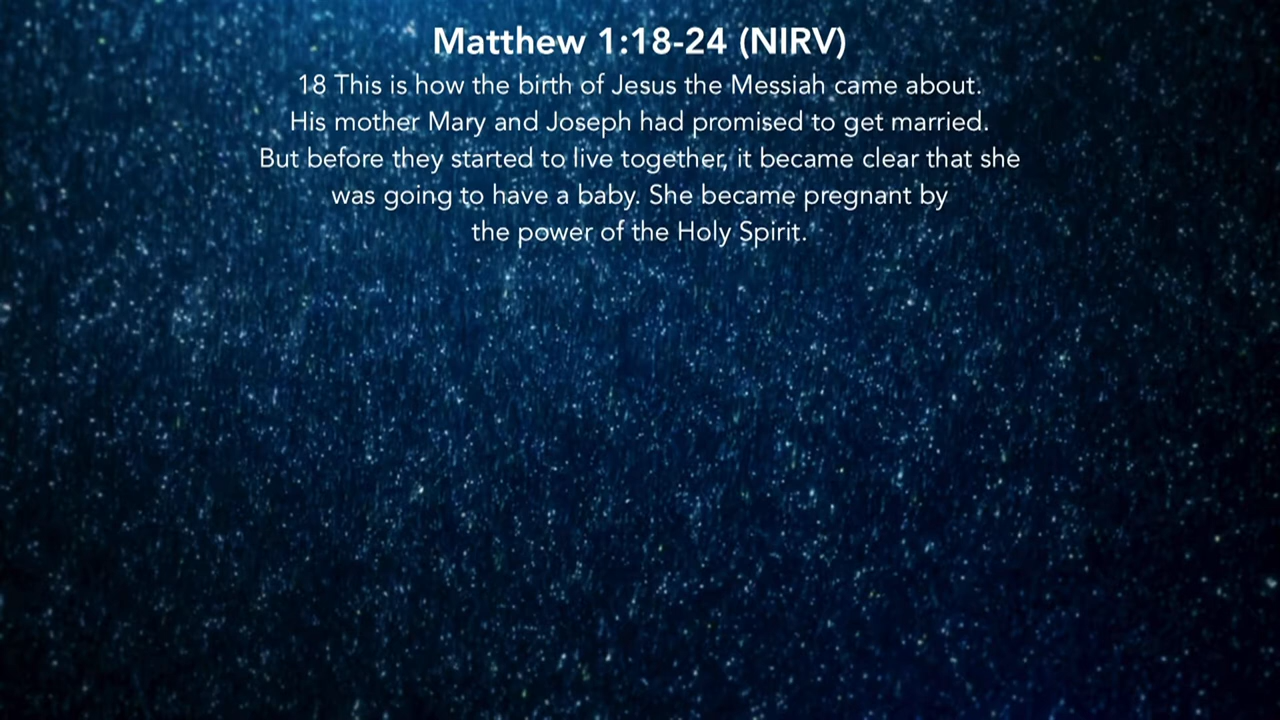 Matthew 1:18-24 (NIRV)
18 This is how the birth of Jesus the Messiah came about.
His mother Mary and Joseph had promised to get married.
But before they started to live together, it became clear that she
was going to have a baby. She became pregnant by
the power of the Holy Spirit.